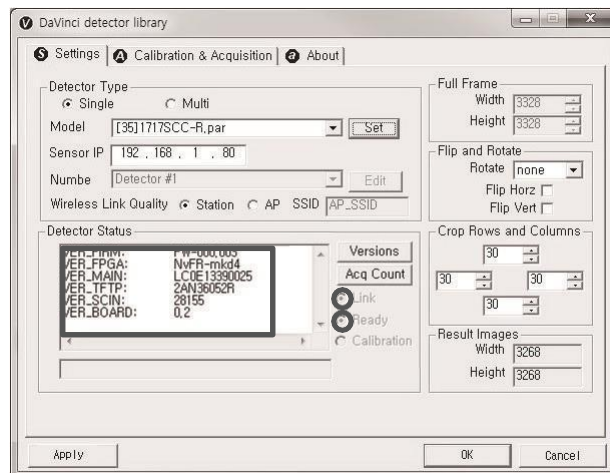 DaVinci detector library
Settings
Calibration & Acquisition
About
Detector Type
Single
Multi
Model
[35]1717SCC-R,par
Set
Sensor IP
192 . 168 . 1 . 80
Numbe
Detector #1
Edit
Wireless Link Quality
Station
AP
SSID
AP_SSID
Full Frame
Width
3328
Height
3328
Flip and Rotate
Rotate
none
Flip Horz
Flip Vert
Detector Status
VER_FPGA: NvFR-mkd4
VER_MAIN: LC0E13390025
VER_TFTP: 2AN36052R
VER_SCIN: 28155
VER_BOARD: 0,2
Versions
Acq Count
Link
Ready
Calibration
Crop Rows and Columns
30
30
30
30
Result Images
Width
3268
Height
3268
Apply
OK
Cancel